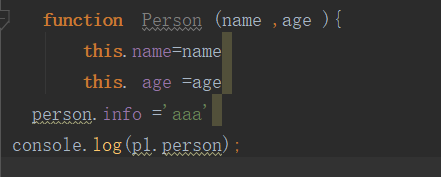 function Person (name ,age ){
this.name=name
this. age =age
person.info ='aaa'
console.log(p1.person);